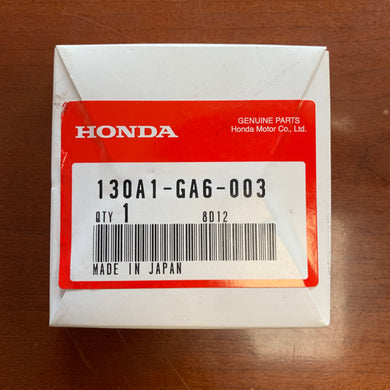 GENUINE PARTS
HONDA Honda Motor Co., Ltd.
130A1-GA6-003
QTY 1 8D12
MADE IN JAPAN